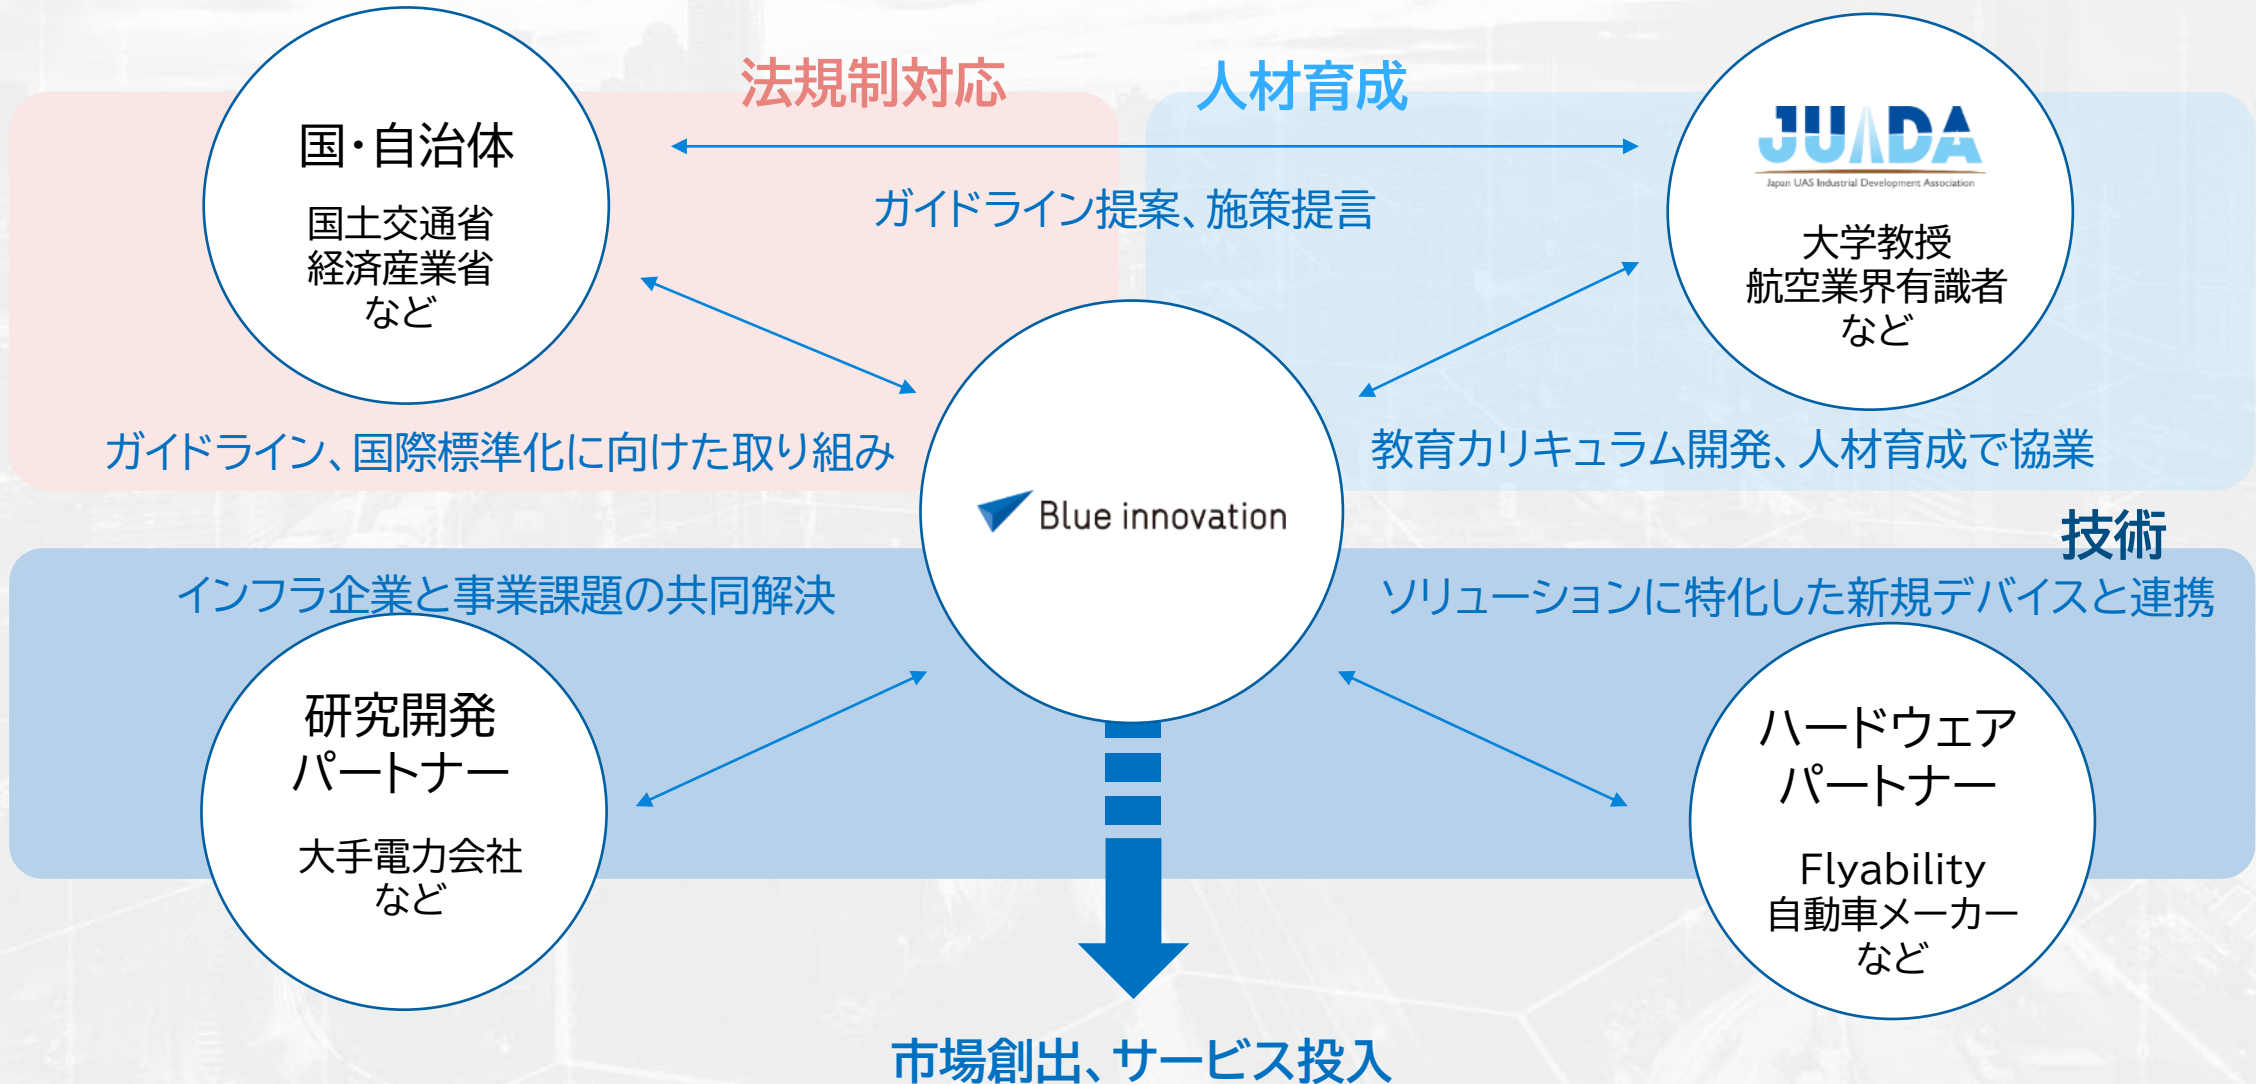 法規制対応
人材育成
国・自治体
国土交通省
経済産業省
など
JUIDA
Japan UAS Industrial Development Association
大学教授
航空業界有識者
など
ガイドライン提案、施策提言
ガイドライン、国際標準化に向けた取り組み
教育カリキュラム開発、人材育成で協業
Blue innovation
技術
インフラ企業と事業課題の共同解決
ソリューションに特化した新規デバイスと連携
研究開発
パートナー
大手電力会社
など
ハードウェア
パートナー
Flyability
自動車メーカー
など
市場創出、サービス投入